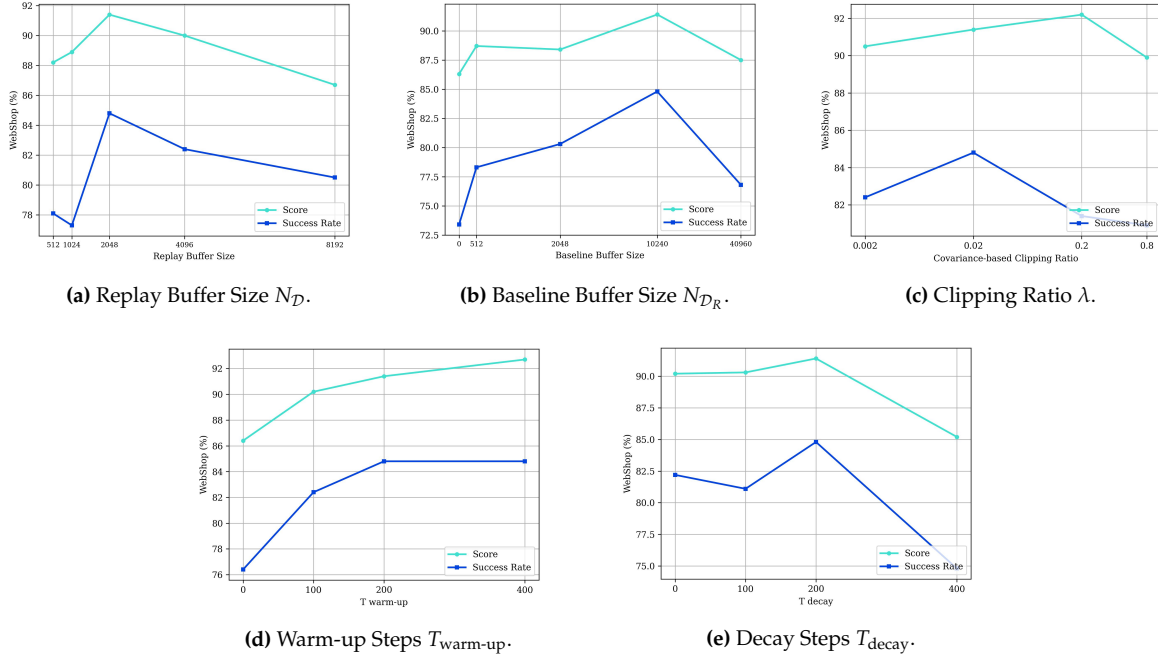 92
90
88
86
84
82
80
78
WebShop (%)
512 1024 2048 4096 8192
Replay Buffer Size
Score
Success Rate
(a) Replay Buffer Size N_D.
90.0
87.5
85.0
82.5
80.0
77.5
75.0
72.5
WebShop (%)
0 512 2048 10240 40960
Baseline Buffer Size
Score
Success Rate
(b) Baseline Buffer Size N_{D_R}.
92
90
88
86
84
82
WebShop (%)
0.002 0.02 0.2 0.8
Covariance-based Clipping Ratio
Score
Success Rate
(c) Clipping Ratio λ.
92
90
88
86
84
82
80
78
76
WebShop (%)
0 100 200 400
T warm-up
Score
Success Rate
(d) Warm-up Steps T_warm-up.
90.0
87.5
85.0
82.5
80.0
77.5
75.0
WebShop (%)
0 100 200 400
T decay
Score
Success Rate
(e) Decay Steps T_decay.